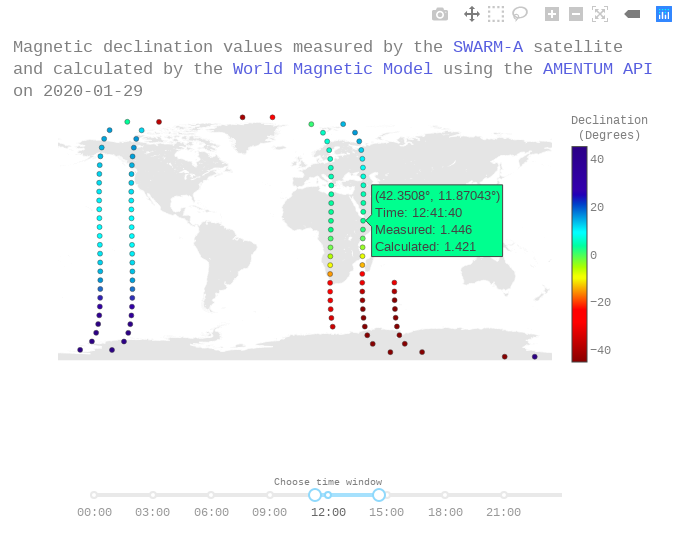 Magnetic declination values measured by the SWARM-A satellite
and calculated by the World Magnetic Model using the AMENTUM API
on 2020-01-29
Declination
(Degrees)
40
20
0
−20
−40
(42.3508°, 11.87043°)
Time: 12:41:40
Measured: 1.446
Calculated: 1.421
Choose time window
00:00 03:00 06:00 09:00 12:00 15:00 18:00 21:00